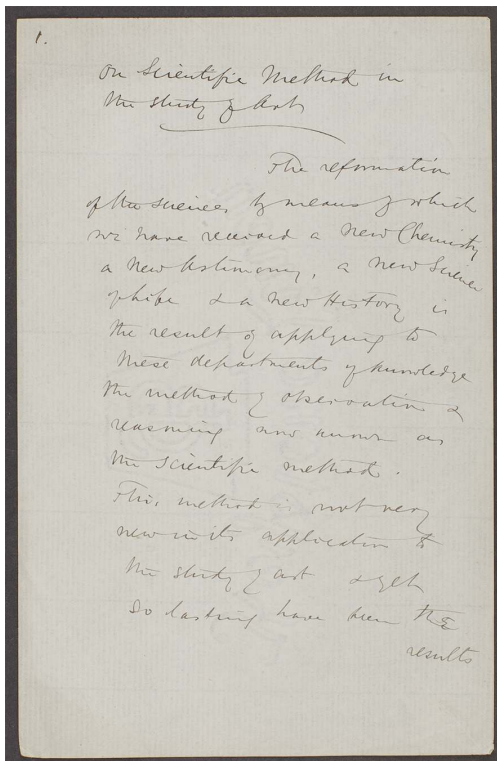 1.
On Scientific Method in
the study of Art
The reformation
of the sciences by means of which
we have received a new Chemistry
a new Astronomy, a new Science
of life & a new History is
the result of applying to
these departments of knowledge
the method of observation &
reasoning now known as
the scientific method.
This method is not very
new in its application to
the study of art & yet
so lasting have been the
results